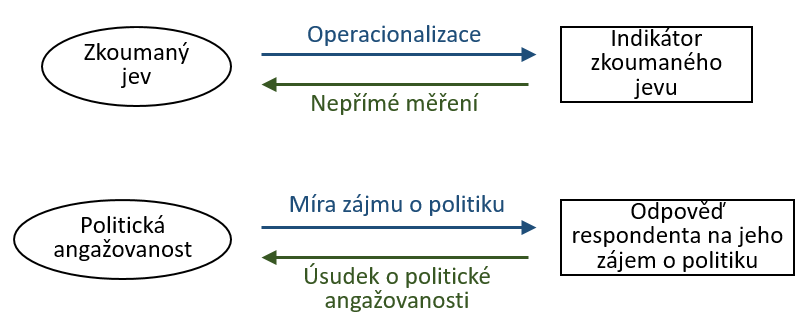 Zkoumaný
jev
Operacionalizace
Nepřímé měření
Indikátor
zkoumaného
jevu
Politická
angažovanost
Míra zájmu o politiku
Úsudek o politické
angažovanosti
Odpověď
respondenta na jeho
zájem o politiku